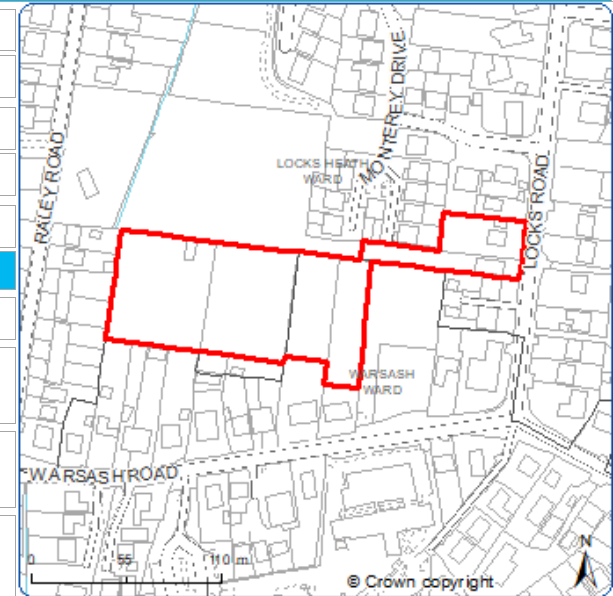 MONTEREY DRIVE
RALEY ROAD
LOCKS HEATH
WARD
LOCKS ROAD
WARSASH
WARD
WARSASH ROAD
N
0 55 110 m
© Crown copyright